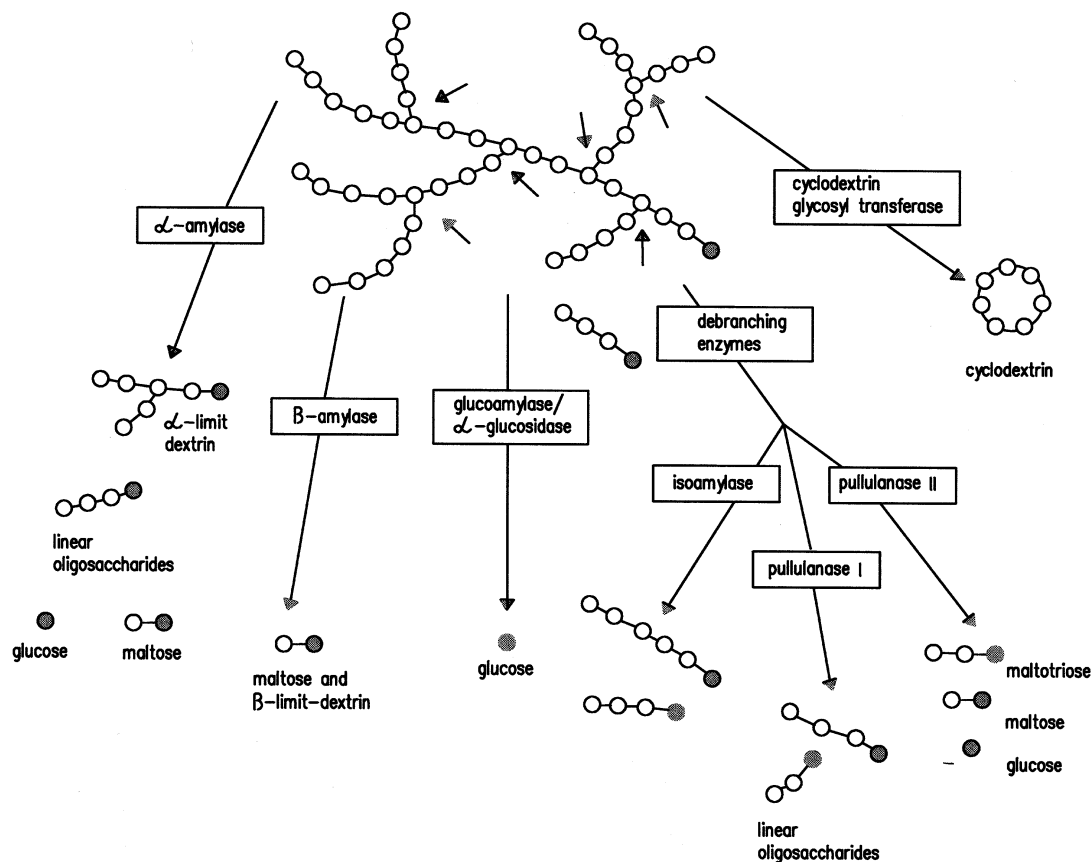 cyclodextrin
glycosyl transferase
α-amylase
debranching
enzymes
cyclodextrin
β-amylase
glucoamylase/
α-glucosidase
α-limit
dextrin
isoamylase
pullulanase II
linear
oligosaccharides
pullulanase I
glucose
maltose
maltose and
β-limit-dextrin
glucose
maltotriose
maltose
glucose
linear
oligosaccharides